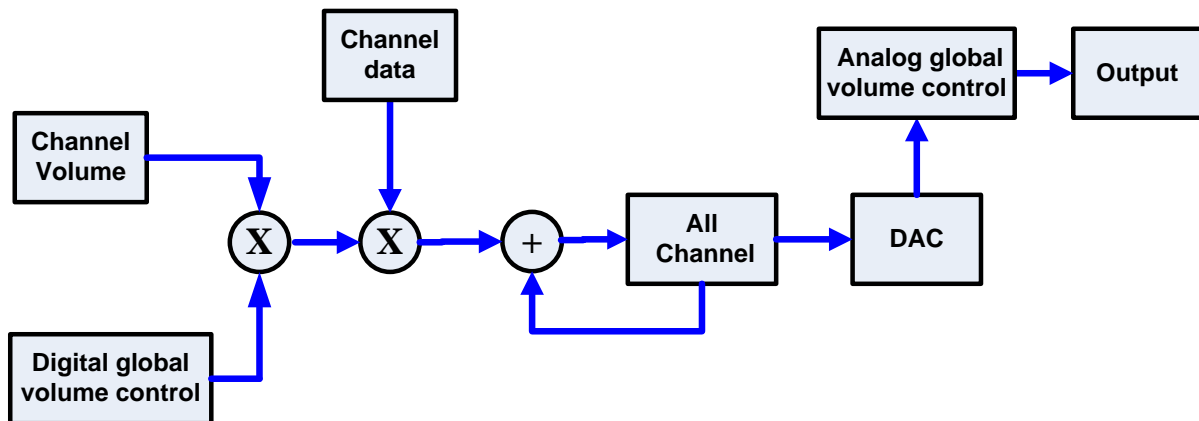 Channel
data
Analog global
volume control
Output
Channel
Volume
X
X
+
All
Channel
DAC
Digital global
volume control